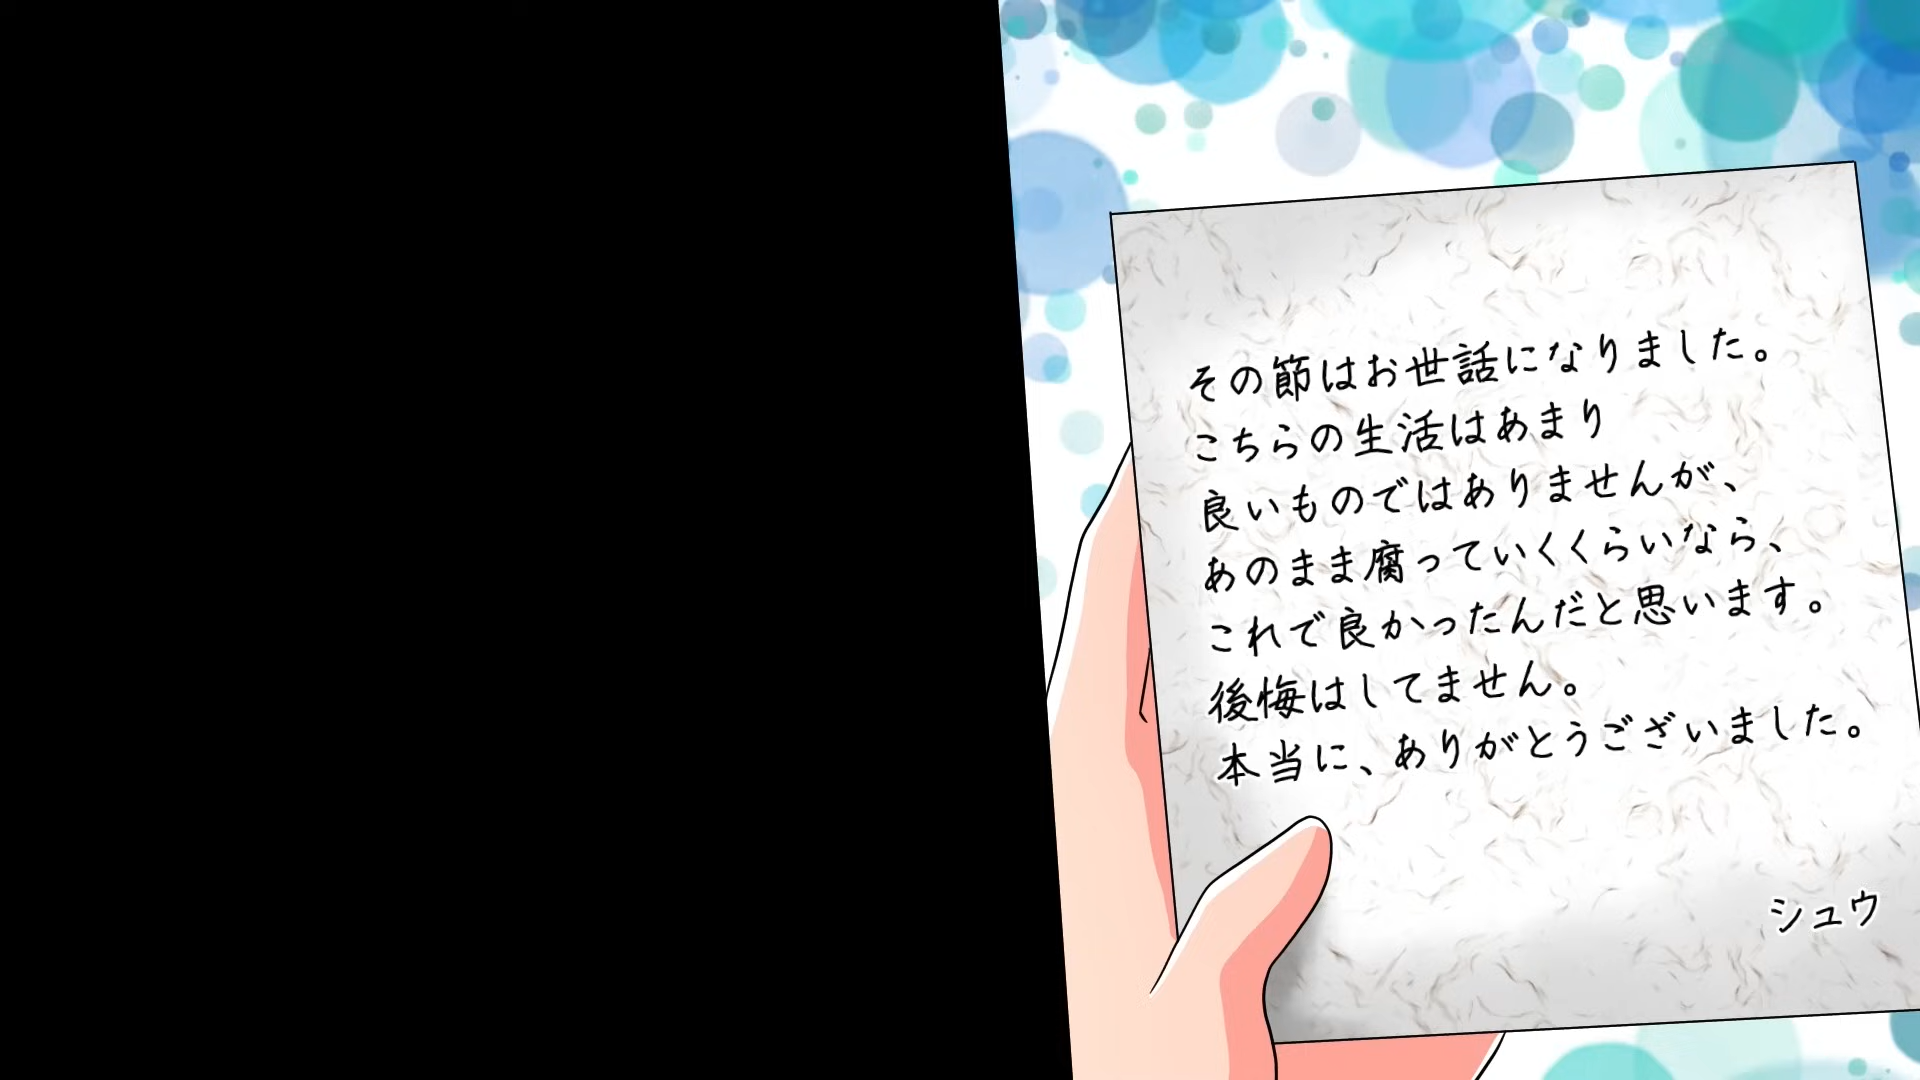 その節はお世話になりました。
こちらの生活はあまり
良いものではありませんが、
あのまま腐っていくくらいなら、
これで良かったんだと思います。
後悔はしてません。
本当に、ありがとうございました。
シュウ